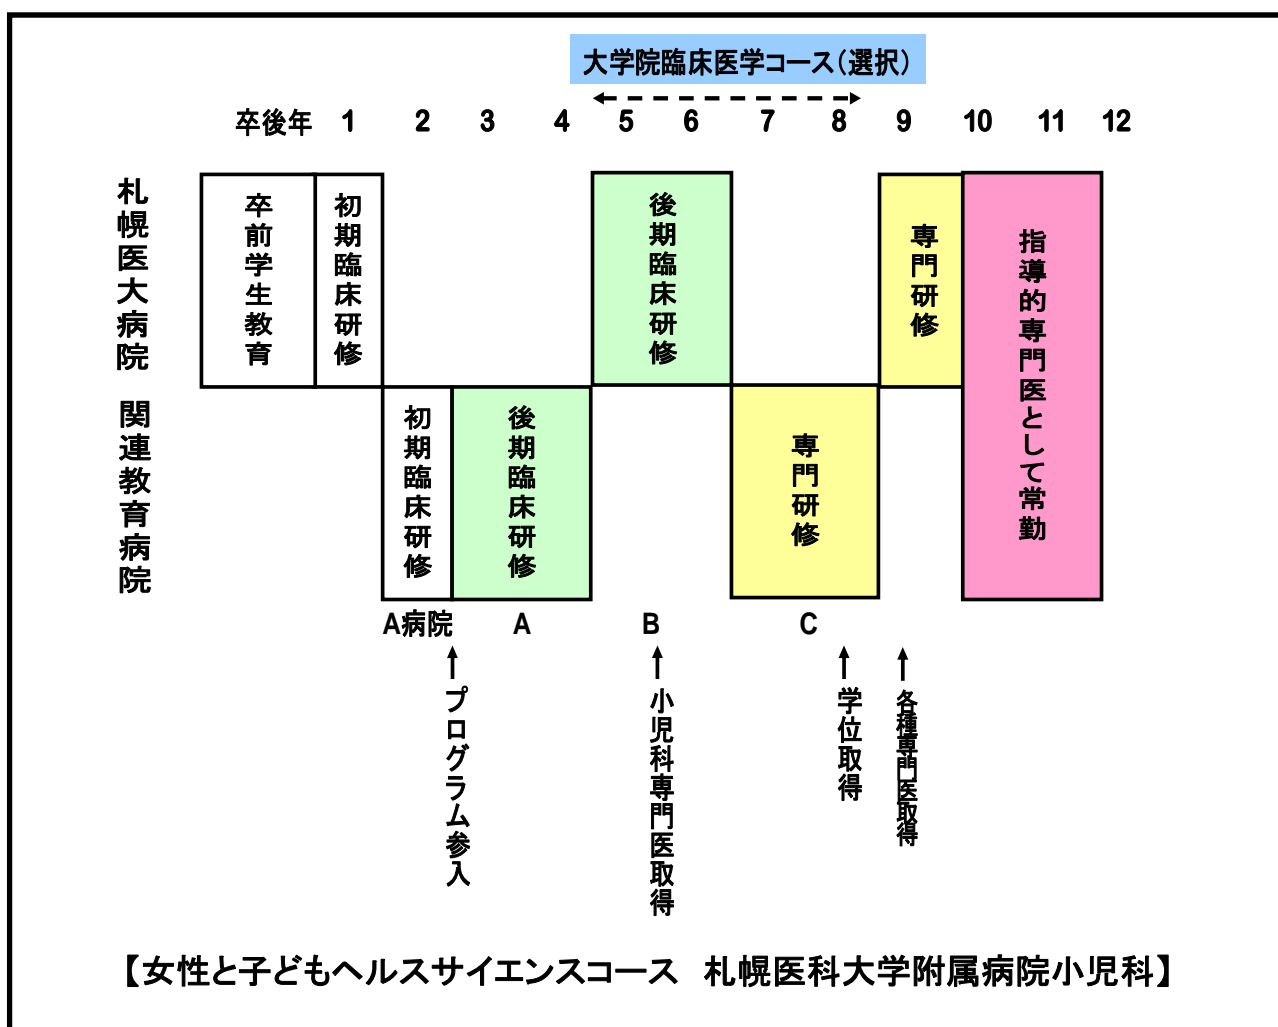 大学院臨床医学コース（選択）
卒後年 1 2 3 4 5 6 7 8 9 10 11 12
札幌医大病院
卒前学生教育
初期臨床研修
後期臨床研修
専門研修
指導的専門医として常勤
関連教育病院
初期臨床研修
後期臨床研修
専門研修
A病院 A B C
プログラム参入
小児科専門医取得
学位取得
各種専門医取得
【女性と子どもヘルスサイエンスコース　札幌医科大学附属病院小児科】